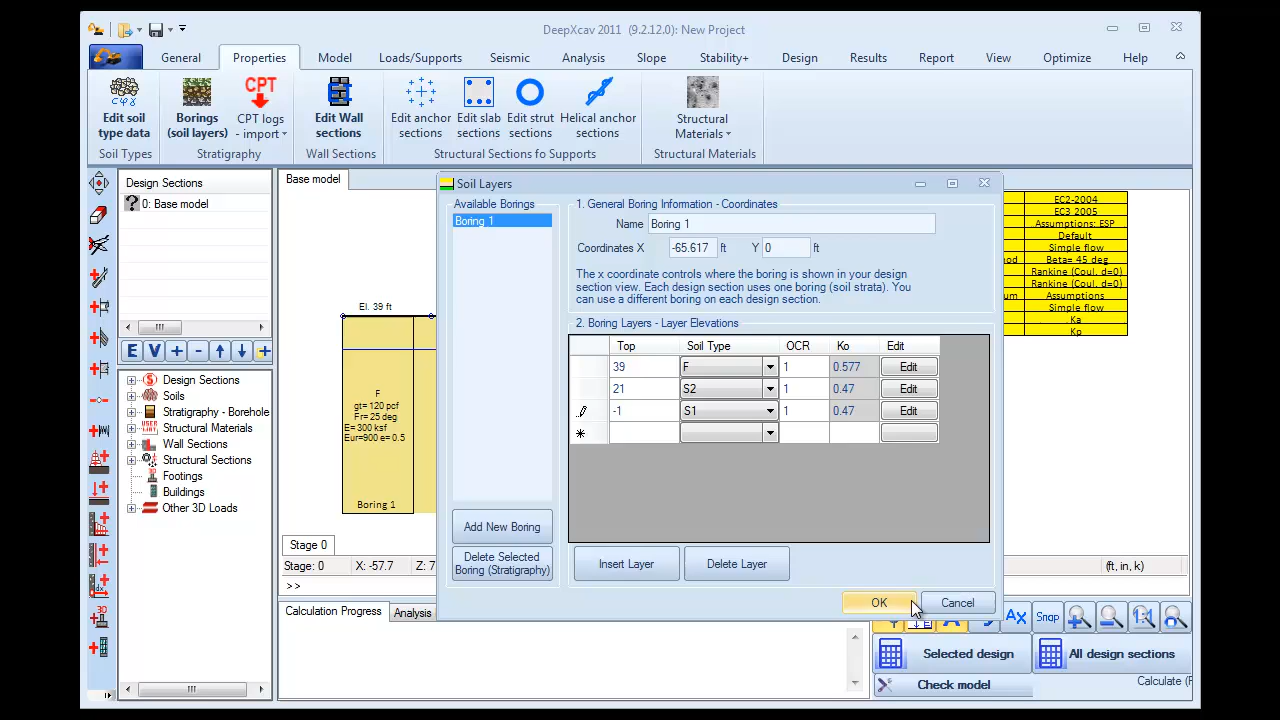 DeepXcav 2011 (9.2.12.0): New Project
General
Properties
Model
Loads/Supports
Seismic
Analysis
Slope
Stability+
Design
Results
Report
View
Optimize
Help
Edit soil
type data
Borings
(soil layers)
CPT
CPT logs
- import
Edit Wall
sections
Edit anchor
sections
Edit slab
sections
Edit strut
sections
Helical anchor
sections
Structural
Materials
Soil Types
Stratigraphy
Wall Sections
Structural Sections fo Supports
Structural Materials
Design Sections
0: Base model
E V + -
Design Sections
Soils
Stratigraphy - Borehole
Structural Materials
Wall Sections
Structural Sections
Footings
Buildings
Other 3D Loads
Base model
El. 39 ft
F
gt= 120 pcf
Fr= 25 deg
E= 300 ksf
Eur=900 e= 0.5
Boring 1
Stage 0
Stage: 0
X: -57.7
Z: 7
>>
Calculation Progress
Analysis
Soil Layers
Available Borings
Boring 1
Add New Boring
Delete Selected
Boring (Stratigraphy)
1. General Boring Information - Coordinates
Name Boring 1
Coordinates X -65.617 ft Y 0 ft
The x coordinate controls where the boring is shown in your design
section view. Each design section uses one boring (soil strata). You
can use a different boring on each design section.
2. Boring Layers - Layer Elevations
Top Soil Type OCR Ko Edit
39 F 1 0.577 Edit
21 S2 1 0.47 Edit
-1 S1 1 0.47 Edit
Insert Layer
Delete Layer
OK
Cancel
EC2-2004
EC3 2005
Assumptions: ESP
Default
Simple flow
Beta= 45 deg
Rankine (Coul, d=0)
Rankine (Coul, d=0)
Assumptions
Simple flow
Ka
Kp
(ft, in, k)
Ax
Snap
1:1
Selected design
All design sections
Check model
Calculate (F